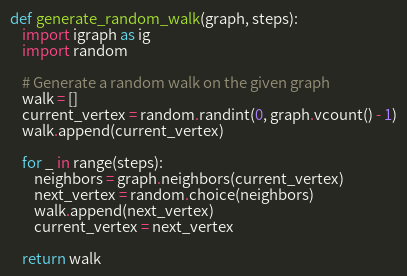 def generate_random_walk(graph, steps):
    import igraph as ig
    import random

    # Generate a random walk on the given graph
    walk = []
    current_vertex = random.randint(0, graph.vcount() - 1)
    walk.append(current_vertex)

    for _ in range(steps):
        neighbors = graph.neighbors(current_vertex)
        next_vertex = random.choice(neighbors)
        walk.append(next_vertex)
        current_vertex = next_vertex

    return walk